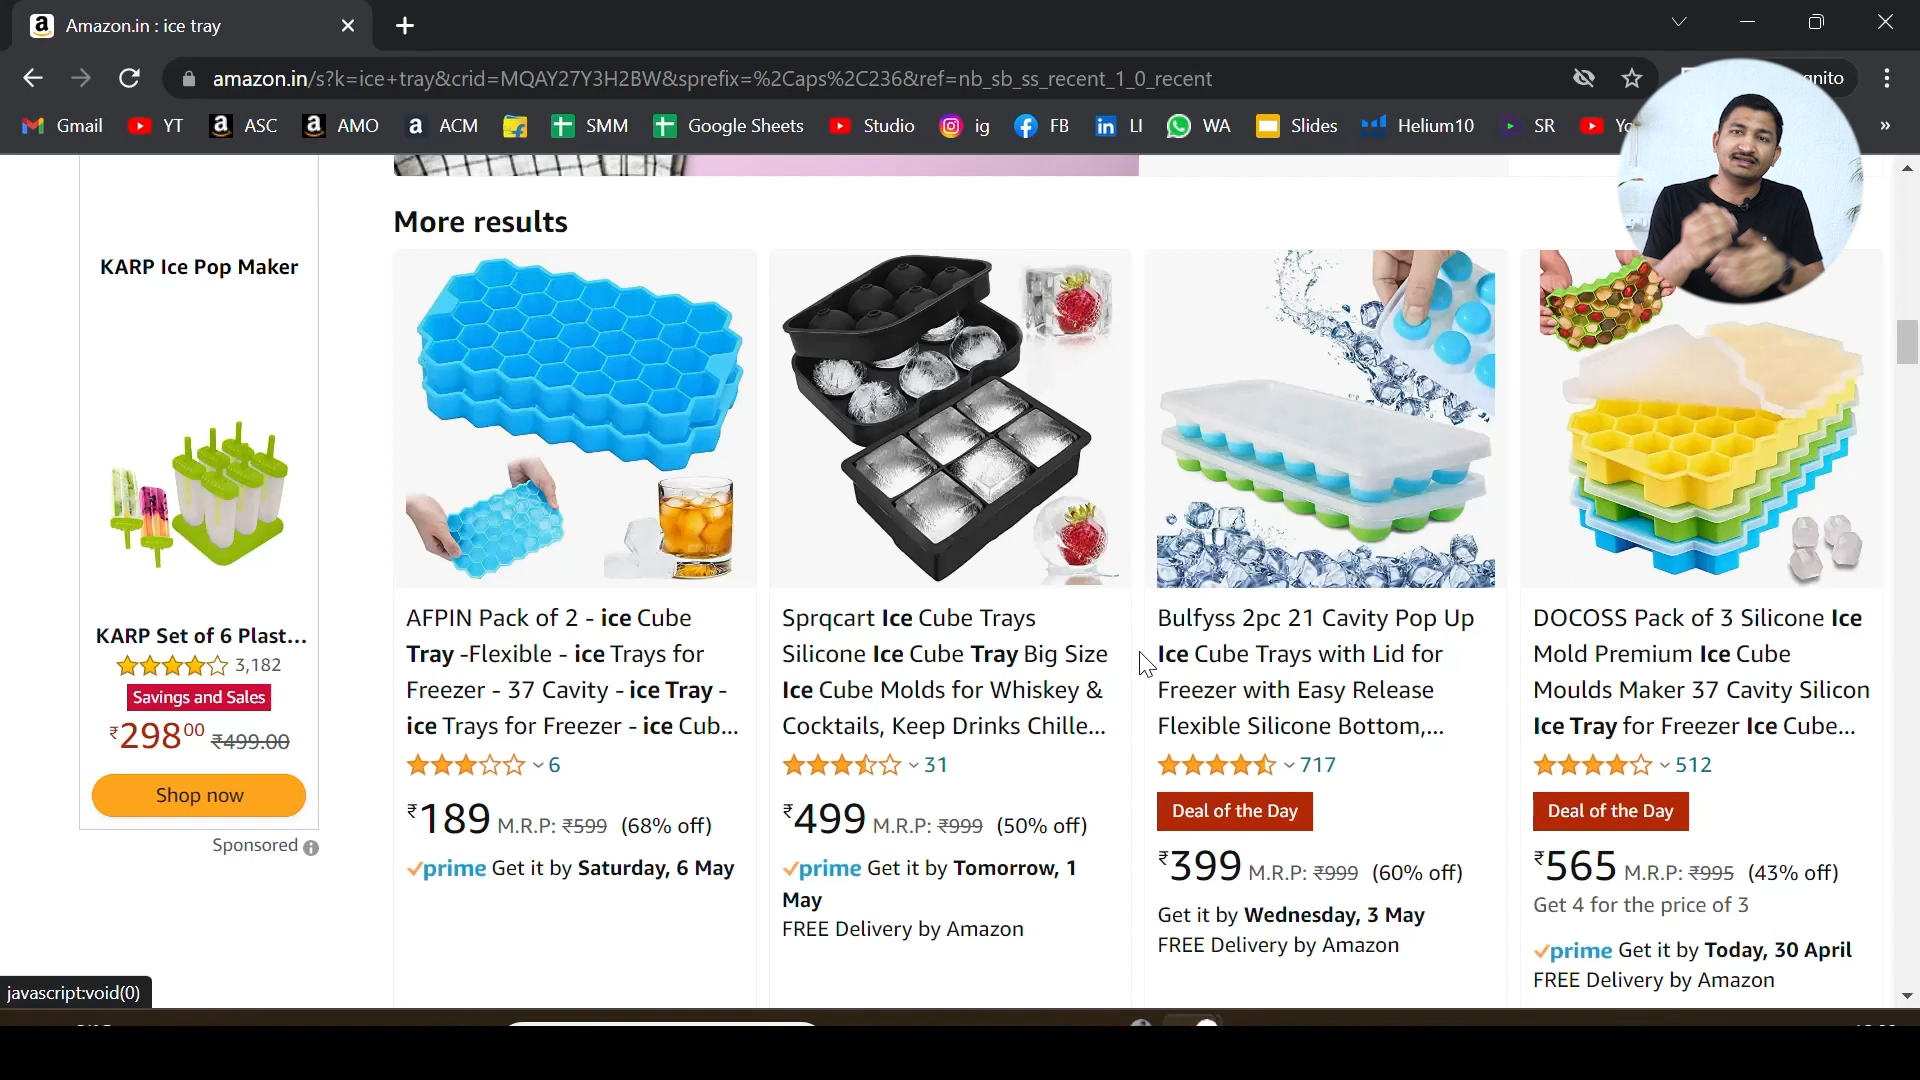 Amazon.in : ice tray
amazon.in/s?k=ice+tray&crid=MQAY27Y3H2BW&sprefix=%2Caps%2C236&ref=nb_sb_ss_recent_1_0_recent
Gmail YT ASC AMO ACM SMM Google Sheets Studio ig FB LI WA Slides Helium10 SR
More results
KARP Ice Pop Maker
KARP Set of 6 Plast...
3,182
Savings and Sales
₹298 00 ₹499.00
Shop now
Sponsored
AFPIN Pack of 2 - ice Cube
Tray -Flexible - ice Trays for
Freezer - 37 Cavity - ice Tray -
ice Trays for Freezer - ice Cub...
6
₹189 M.R.P: ₹599 (68% off)
prime Get it by Saturday, 6 May
Sprqcart Ice Cube Trays
Silicone Ice Cube Tray Big Size
Ice Cube Molds for Whiskey &
Cocktails, Keep Drinks Chille...
31
₹499 M.R.P: ₹999 (50% off)
prime Get it by Tomorrow, 1
May
FREE Delivery by Amazon
Bulfyss 2pc 21 Cavity Pop Up
Ice Cube Trays with Lid for
Freezer with Easy Release
Flexible Silicone Bottom,...
717
Deal of the Day
₹399 M.R.P: ₹999 (60% off)
Get it by Wednesday, 3 May
FREE Delivery by Amazon
DOCOSS Pack of 3 Silicone Ice
Mold Premium Ice Cube
Moulds Maker 37 Cavity Silicon
Ice Tray for Freezer Ice Cube...
512
Deal of the Day
₹565 M.R.P: ₹995 (43% off)
Get 4 for the price of 3
prime Get it by Today, 30 April
FREE Delivery by Amazon
javascript:void(0)